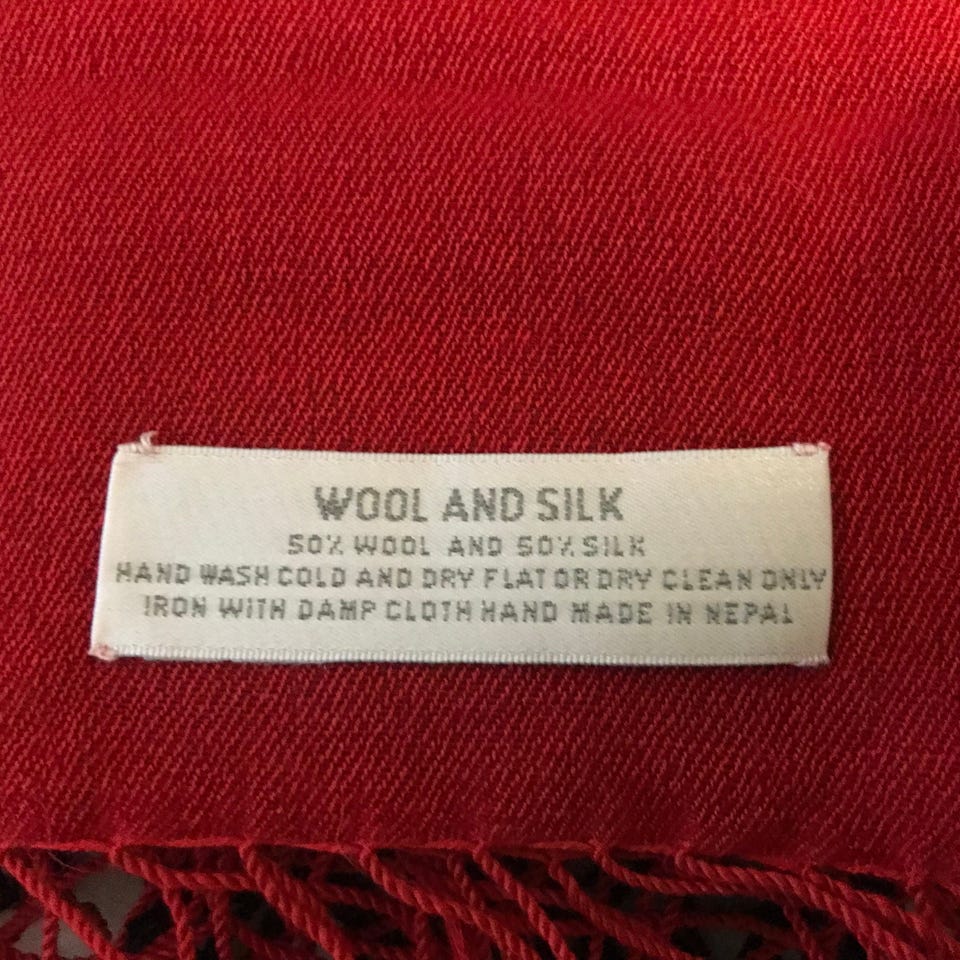 WOOL AND SILK
50% WOOL AND 50% SILK
HAND WASH COLD AND DRY FLAT OR DRY CLEAN ONLY
IRON WITH DAMP CLOTH HAND MADE IN NEPAL